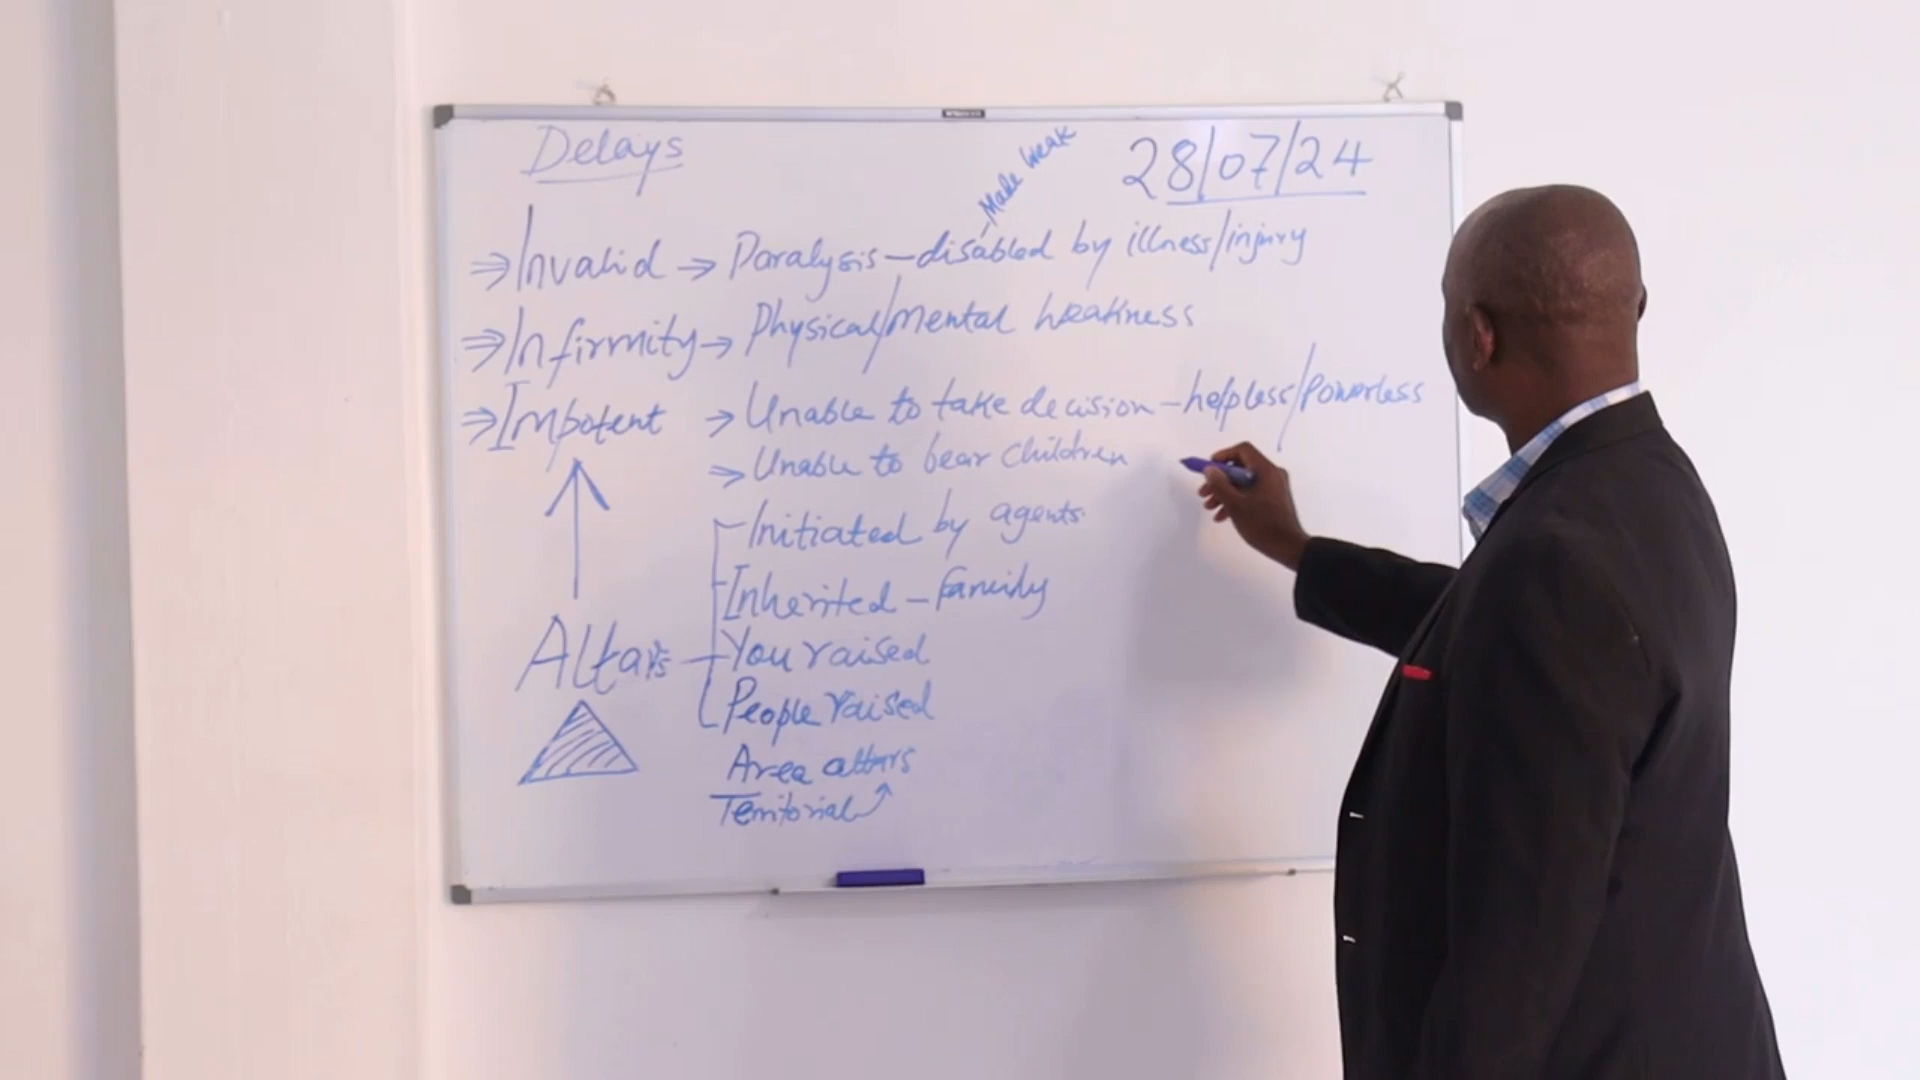 Delays
28/07/24
Make Weak
⇒ Invalid → Paralysis – disabled by illness/injury
⇒ Infirmity → Physical/mental weakness
⇒ Impotent → Unable to take decision – helpless/Powerless
⇒ Unable to bear children
Initiated by agents
Inherited – Family
Altars – You raised
People raised
Area altars
Territorial